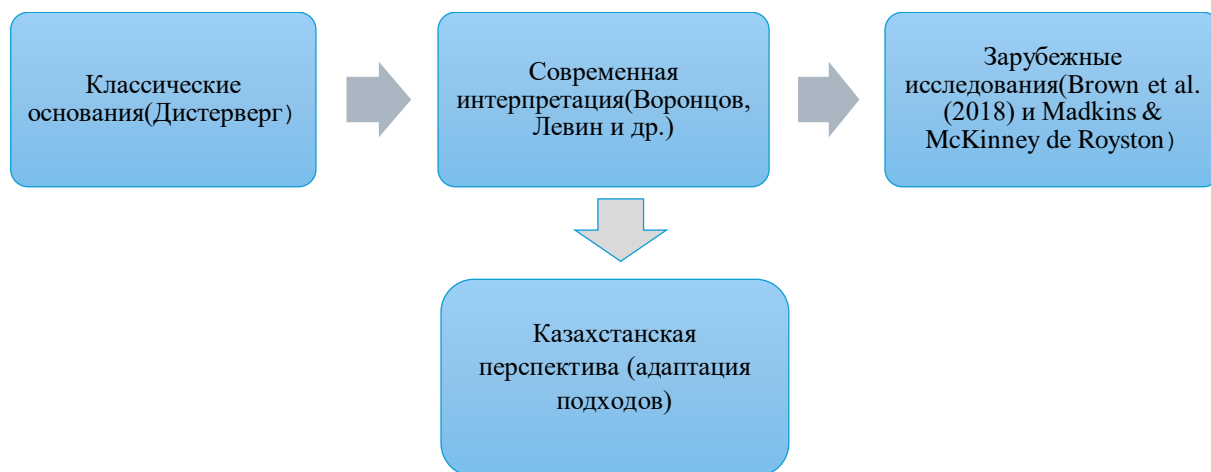 Классические
основания(Дистерверг)
Современная
интерпретация(Воронцов,
Левин и др.)
Зарубежные
исследования(Brown et al.
(2018) и Madkins &
McKinney de Royston)
Казахстанская
перспектива (адаптация
подходов)